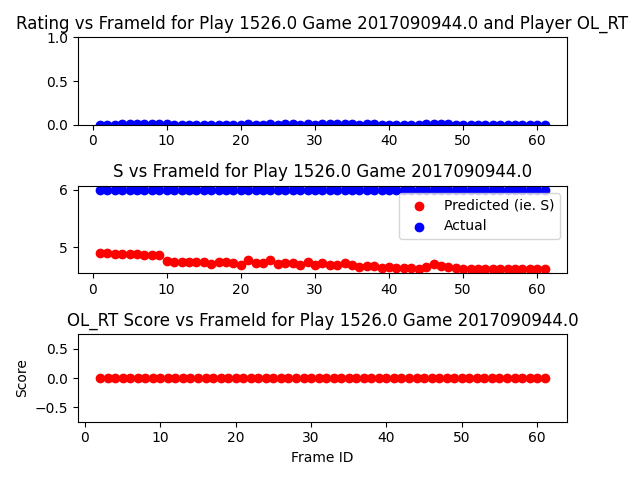 Rating vs FrameId for Play 1526.0 Game 2017090944.0 and Player OL_RT
1.0
0.5
0.0
0 10 20 30 40 50 60
S vs FrameId for Play 1526.0 Game 2017090944.0
6
5
Predicted (ie. S)
Actual
0 10 20 30 40 50 60
OL_RT Score vs FrameId for Play 1526.0 Game 2017090944.0
Score
0.5
0.0
−0.5
0 10 20 30 40 50 60
Frame ID